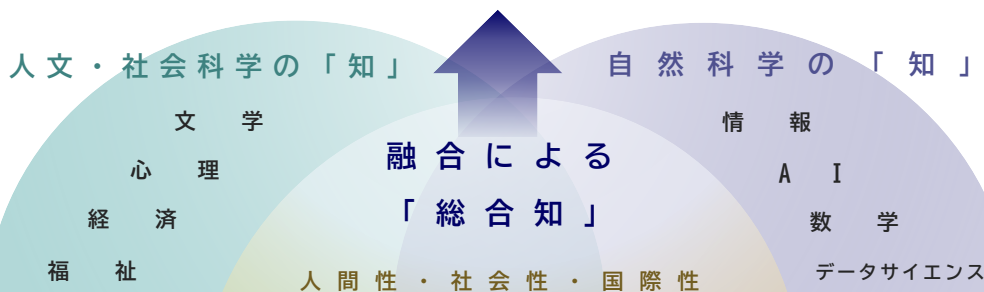 人文・社会科学の「知」
文学
心理
経済
福祉
自然科学の「知」
情報
AI
数学
データサイエンス
融合による
「総合知」
人間性・社会性・国際性